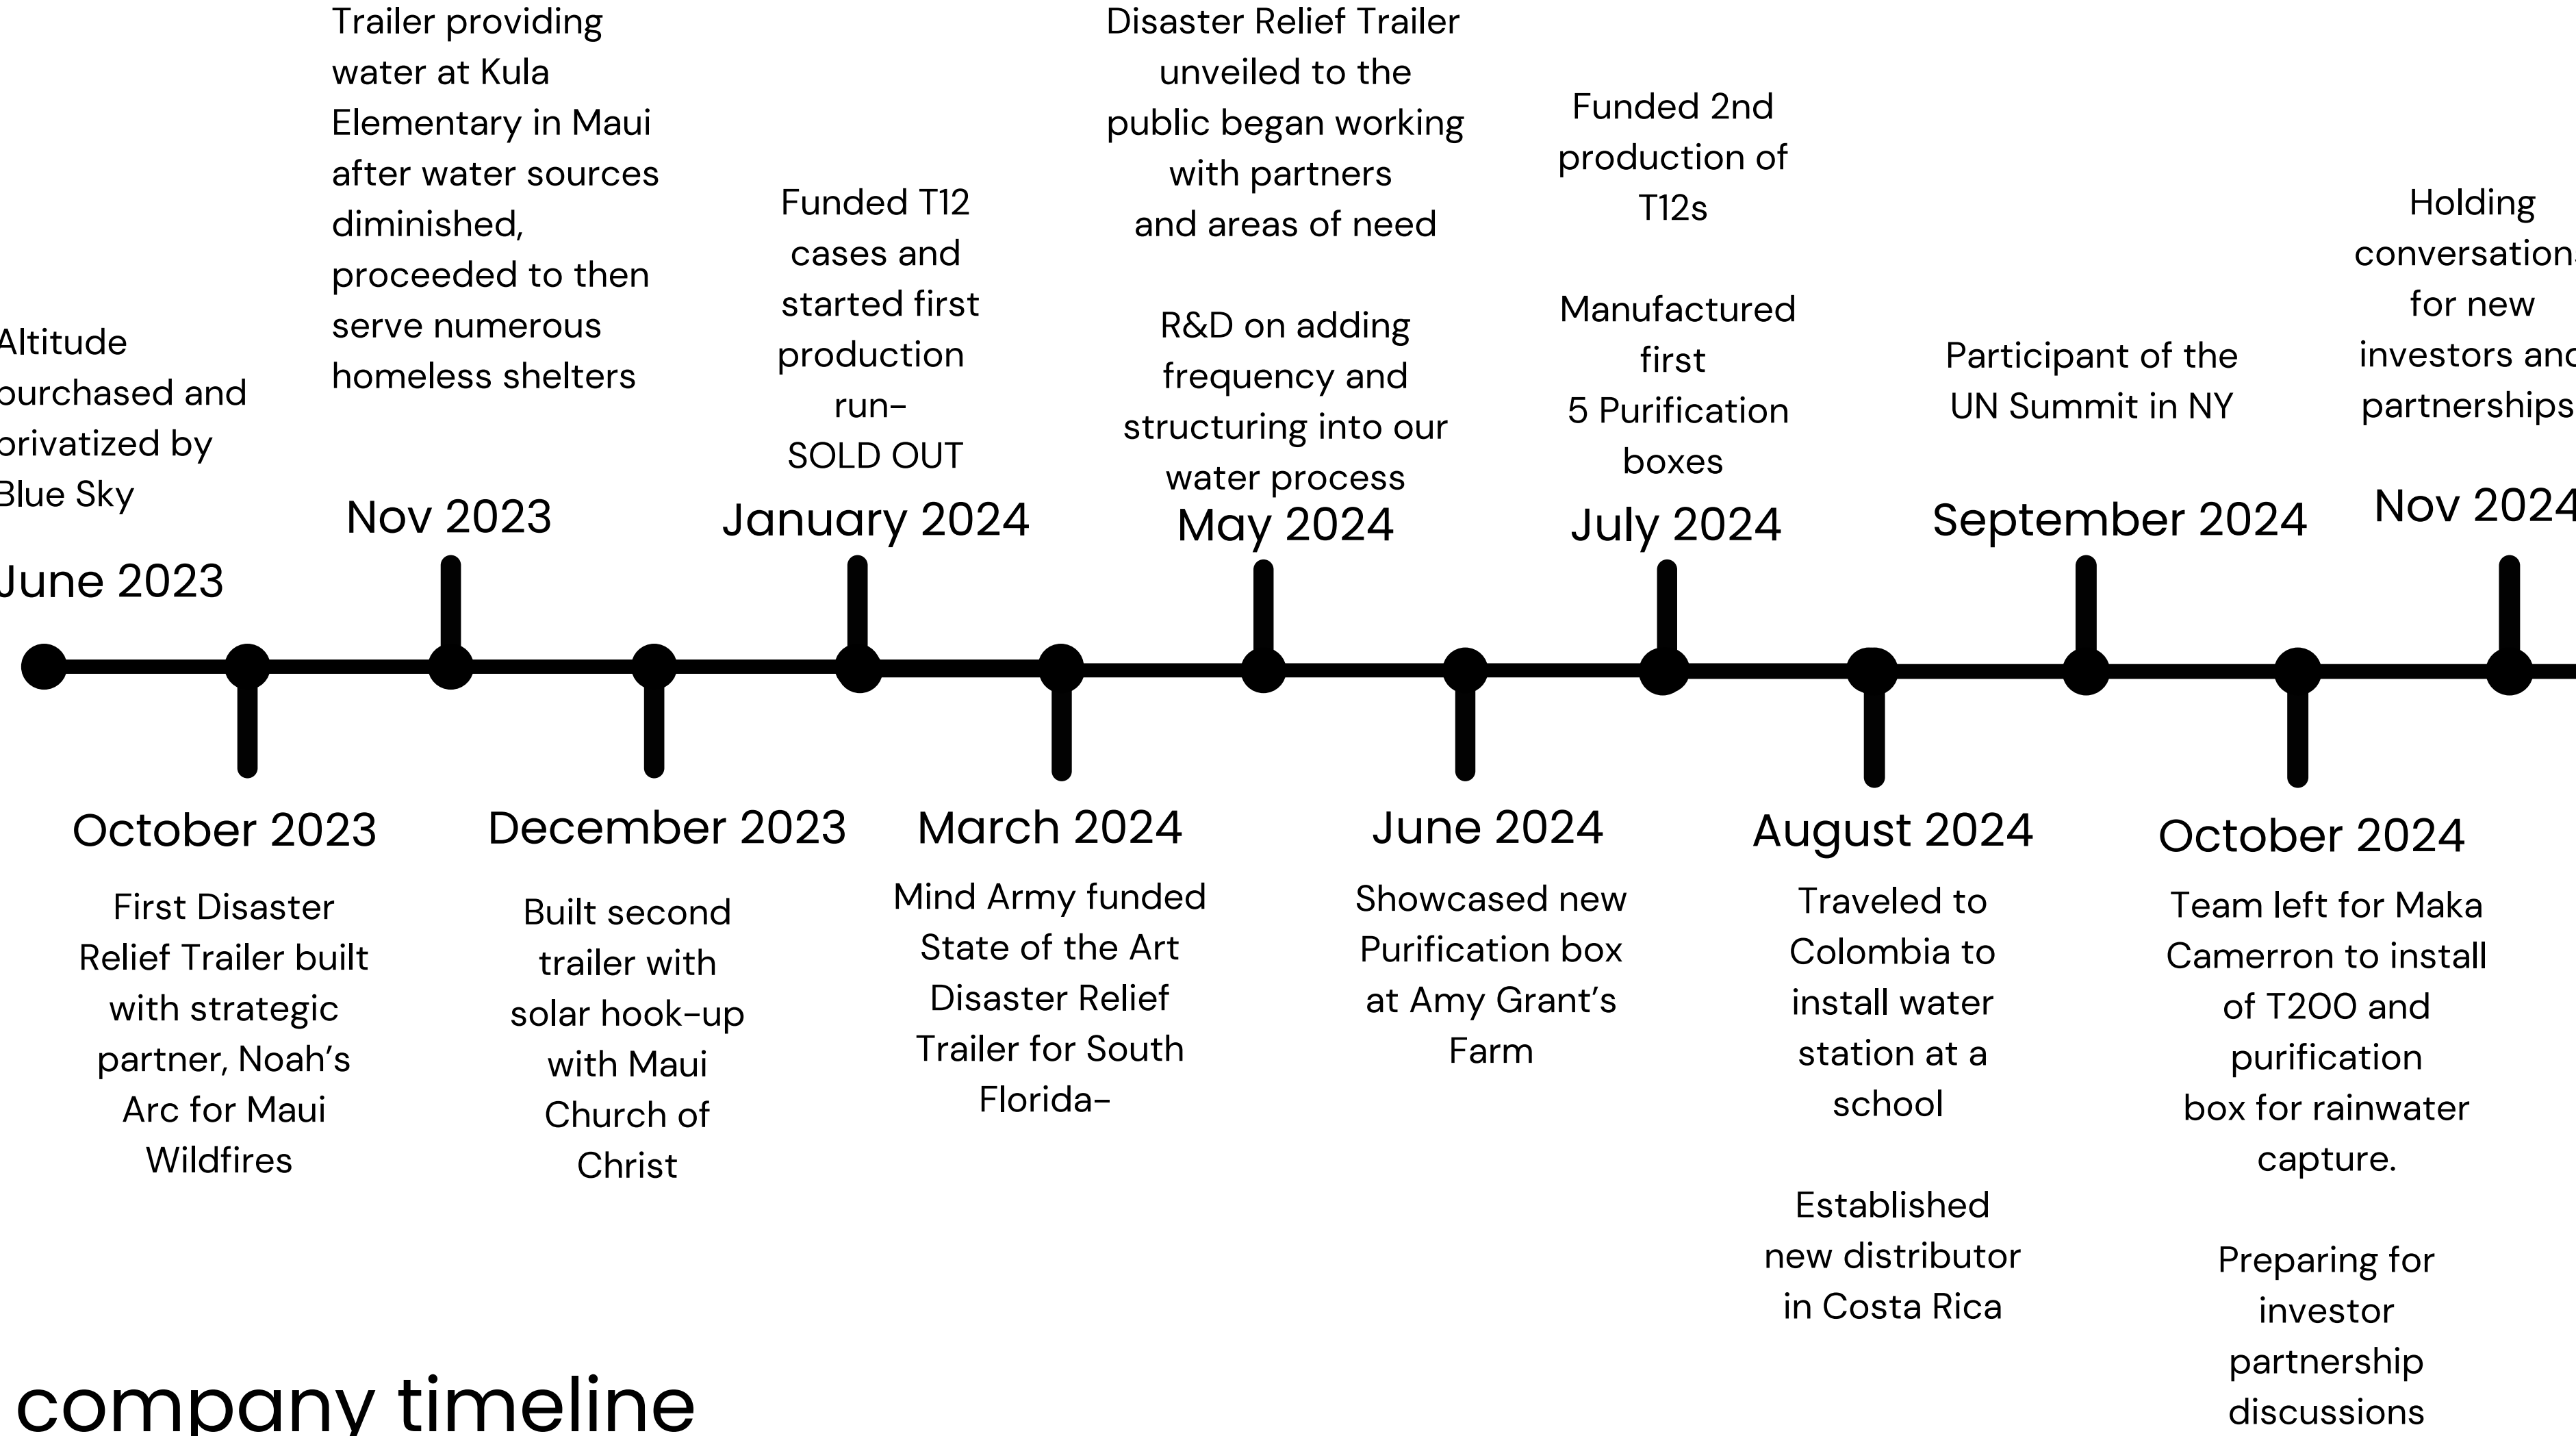 Altitude
purchased and
privatized by
Blue Sky
June 2023
October 2023
First Disaster
Relief Trailer built
with strategic
partner, Noah's
Arc for Maui
Wildfires
Trailer providing
water at Kula
Elementary in Maui
after water sources
diminished,
proceeded to then
serve numerous
homeless shelters
Nov 2023
December 2023
Built second
trailer with
solar hook-up
with Maui
Church of
Christ
Funded T12
cases and
started first
production
run-
SOLD OUT
January 2024
March 2024
Mind Army funded
State of the Art
Disaster Relief
Trailer for South
Florida-
Disaster Relief Trailer
unveiled to the
public began working
with partners
and areas of need
R&D on adding
frequency and
structuring into our
water process
May 2024
June 2024
Showcased new
Purification box
at Amy Grant’s
Farm
Funded 2nd
production of
T12s
Manufactured
first
5 Purification
boxes
July 2024
August 2024
Traveled to
Colombia to
install water
station at a
school
Established
new distributor
in Costa Rica
Participant of the
UN Summit in NY
September 2024
October 2024
Team left for Maka
Camerron to install
of T200 and
purification
box for rainwater
capture.
Preparing for
investor
partnership
discussions
Holding
conversations
for new
investors and
partnerships
Nov 2024
company timeline